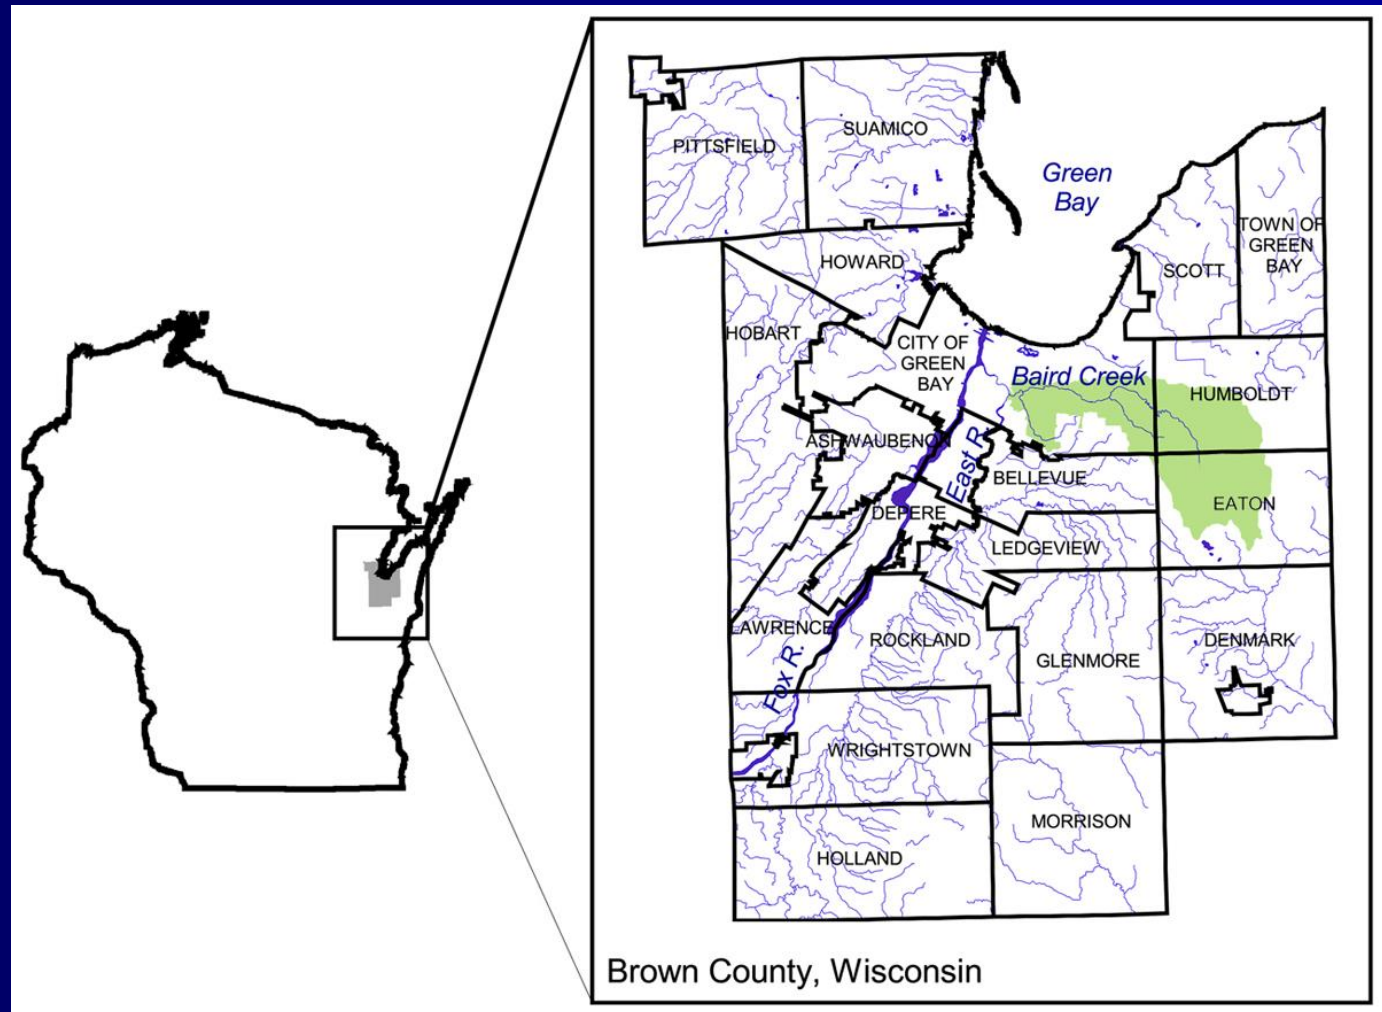 PITTSFIELD
SUAMICO
Green
Bay
TOWN OF
GREEN
BAY
SCOTT
HOWARD
HOBART
CITY OF
GREEN
BAY
Baird Creek
HUMBOLDT
ASHWAUBENON
East R.
BELLEVUE
EATON
DEPERE
LEDGEVIEW
LAWRENCE
ROCKLAND
GLENMORE
DENMARK
Fox R.
WRIGHTSTOWN
MORRISON
HOLLAND
Brown County, Wisconsin